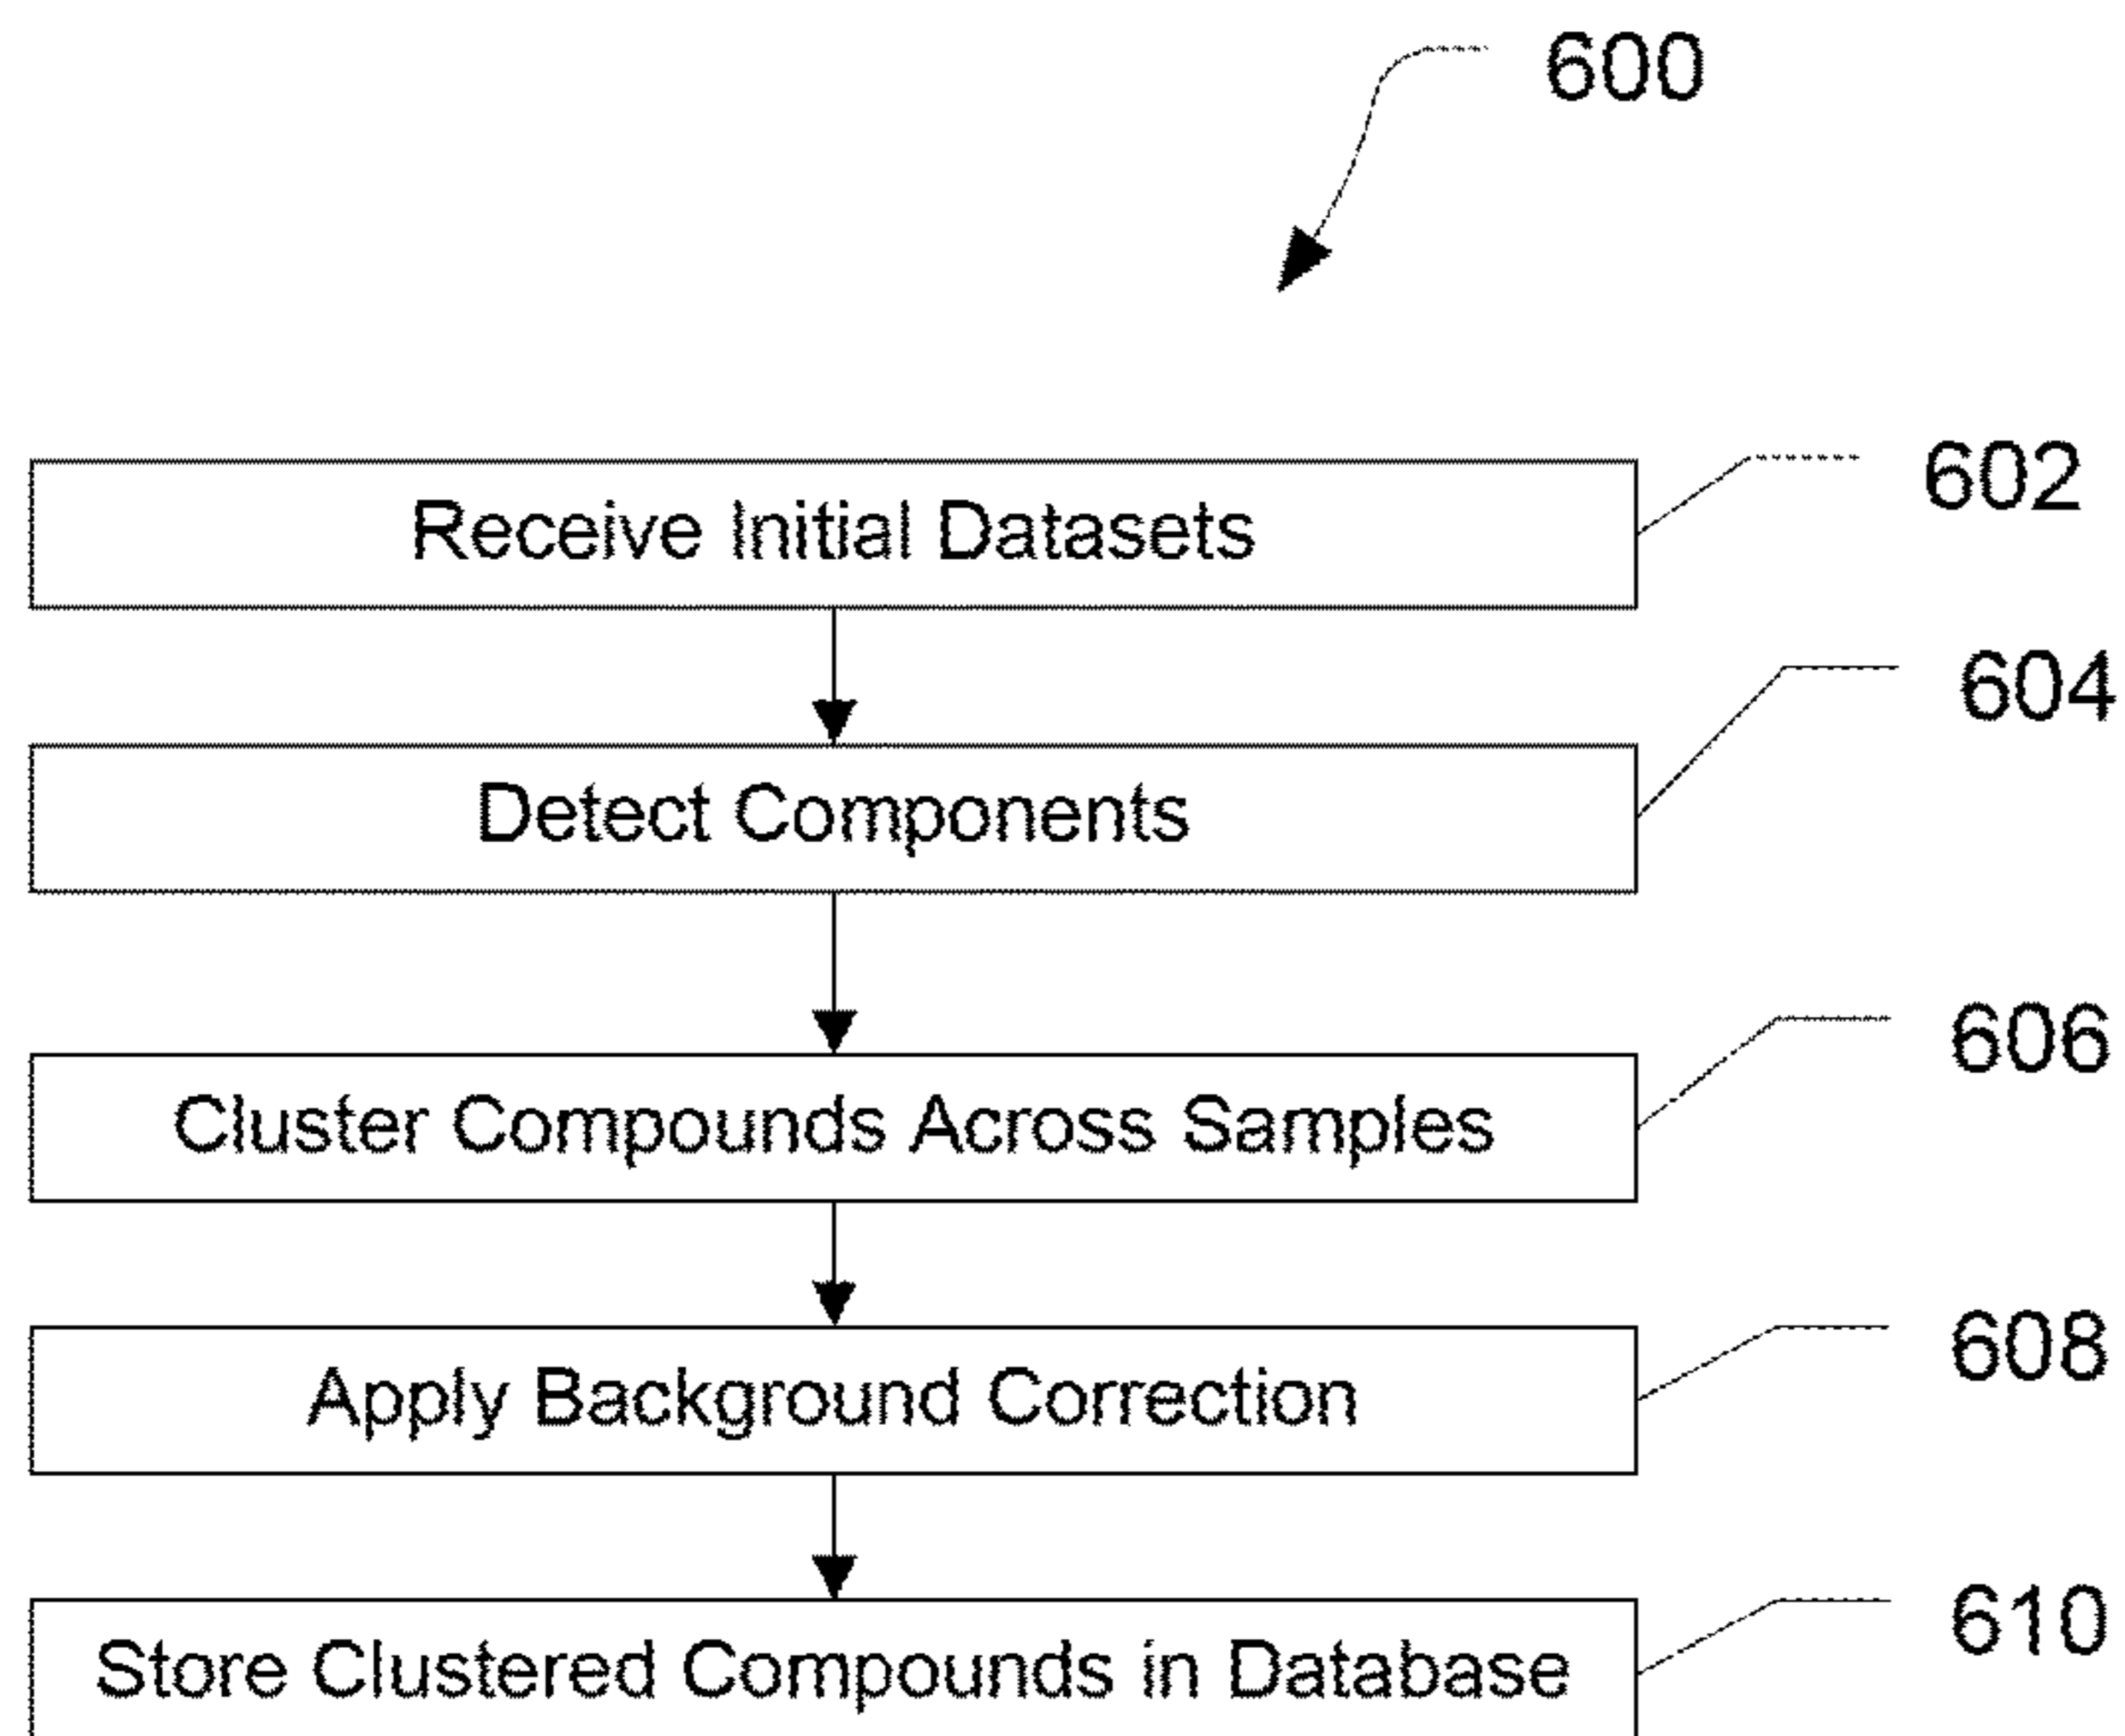 600
Receive Initial Datasets
602
Detect Components
604
Cluster Compounds Across Samples
606
Apply Background Correction
608
Store Clustered Compounds in Database
610